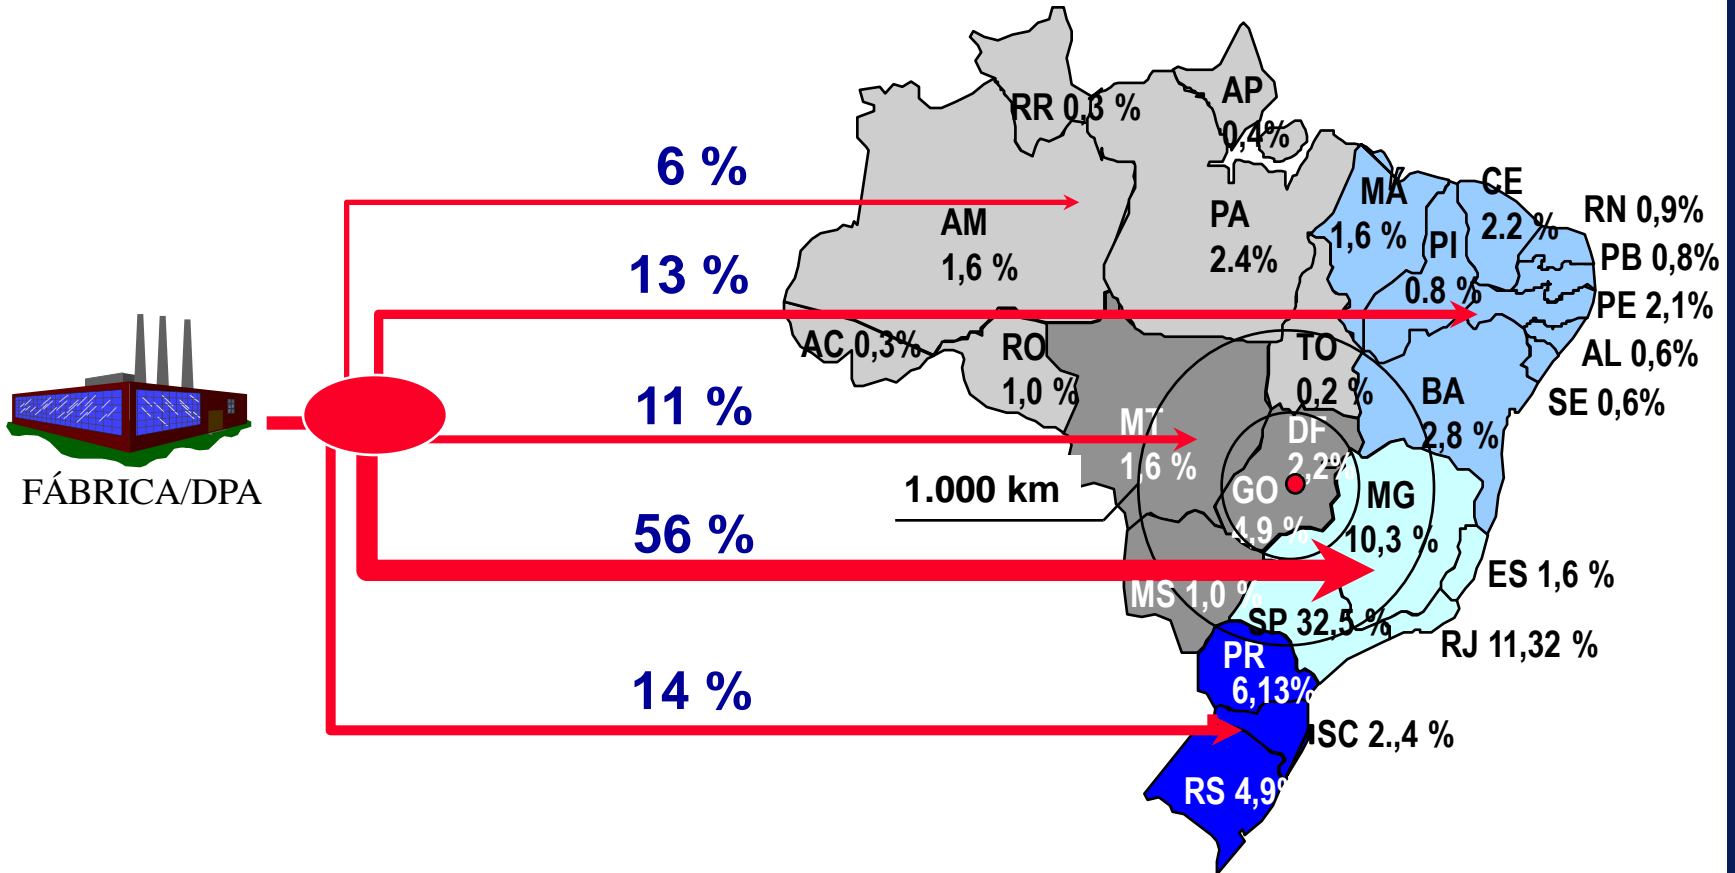 6 %
13 %
11 %
56 %
14 %
FÁBRICA/DPA
1.000 km
RR 0,3 %
AP
0,4%
AM
1,6 %
PA
2.4%
MA
1,6 %
PI
0.8 %
CE
2.2 %
RN 0,9%
PB 0,8%
PE 2,1%
AL 0,6%
SE 0,6%
AC 0,3%
RO
1,0 %
TO
0,2 %
BA
2,8 %
MT
1,6 %
DF
2,2%
GO
4,9 %
MG
10,3 %
MS 1,0 %
ES 1,6 %
SP 32,5 %
RJ 11,32 %
PR
6,13%
SC 2.,4 %
RS 4,9%